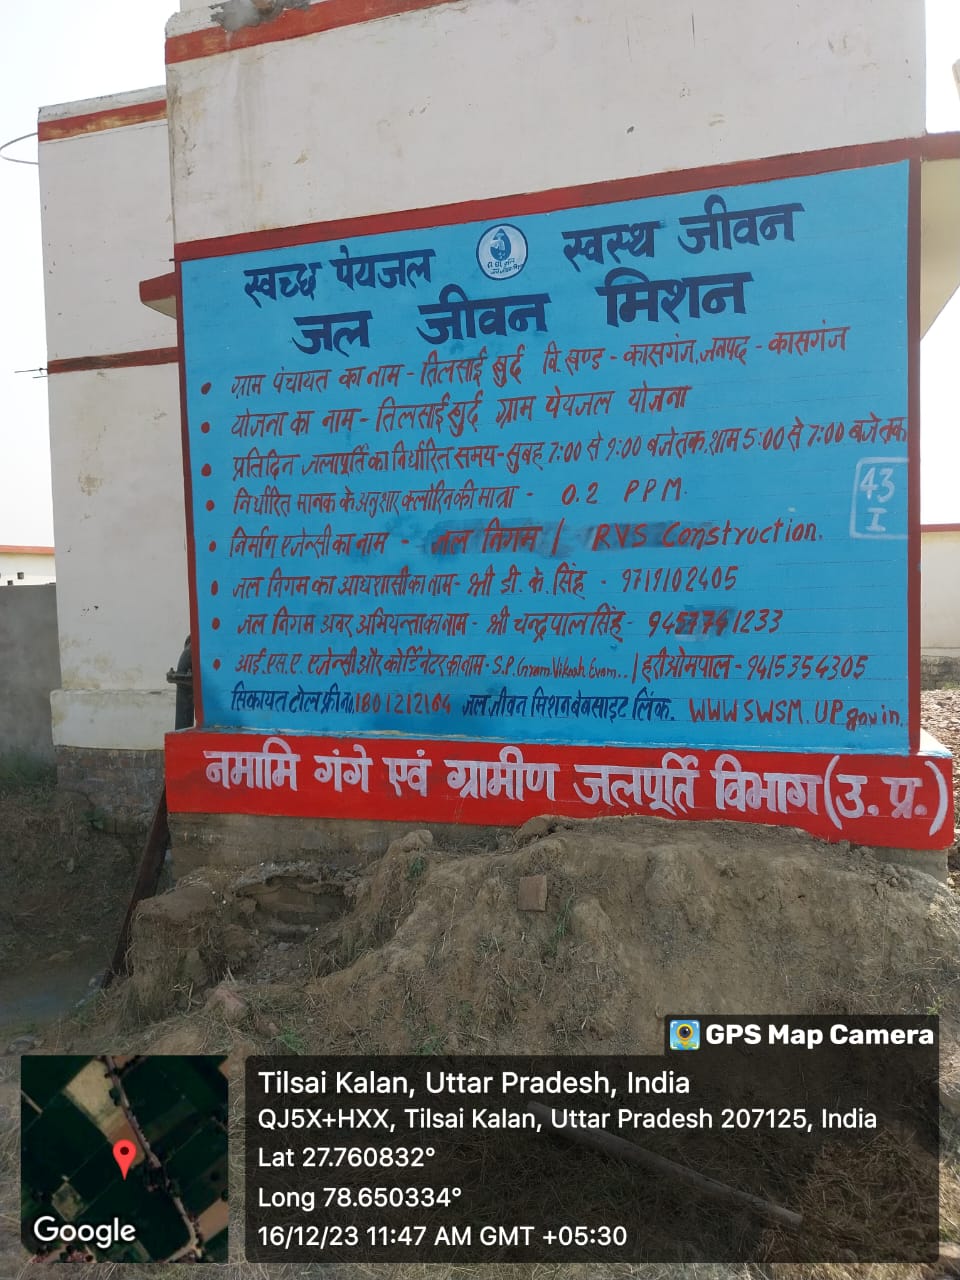 स्वच्छ पेयजल स्वस्थ जीवन
जल जीवन मिशन
• ग्राम पंचायत का नाम - तिलसाई खुर्द वि. खण्ड - कासगंज, जनपद - कासगंज
• योजना का नाम - तिलसाई खुर्द ग्राम पेयजल योजना
• प्रतिदिन जलापूर्ति का निर्धारित समय - सुबह 7:00 से 9:00 बजे तक, शाम 5:00 से 7:00 बजे तक
• निर्धारित मानक के अनुशार क्लोरिन की मात्रा - 0.2 PPM.
43
I
• निर्माण एजेन्सी का नाम - जल निगम / RVS Construction.
• जल निगम का अधिशासी का नाम - श्री डी. के. सिंह - 9719102405
• जल निगम अवर अभियन्ता का नाम - श्री चन्द्रपाल सिंह - 9457741233
• आई.एस.ए. एजेन्सी और कोर्डिनेटर का नाम - S.P. Gram Vikash Evam.. / हरीओमपाल - 9415354305
सिकायत टोल फ्री नं. 1801212164 जल जीवन मिशन बेबसाइट लिंक. WWWSWSM.UP.gov.in.
नमामि गंगे एवं ग्रामीण जलपूर्ति विभाग (उ. प्र.)
GPS Map Camera
Tilsai Kalan, Uttar Pradesh, India
QJ5X+HXX, Tilsai Kalan, Uttar Pradesh 207125, India
Lat 27.760832°
Long 78.650334°
16/12/23 11:47 AM GMT +05:30
Google